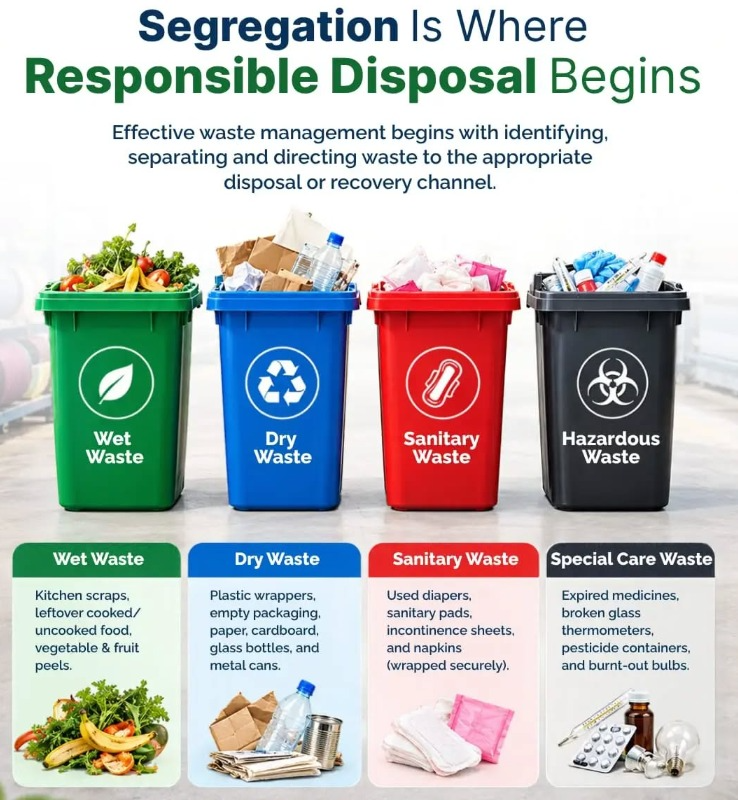 Segregation Is Where
Responsible Disposal Begins
Effective waste management begins with identifying,
separating and directing waste to the appropriate
disposal or recovery channel.
Wet
Waste
Dry
Waste
Sanitary
Waste
Hazardous
Waste
Wet Waste
Kitchen scraps,
leftover cooked/
uncooked food,
vegetable & fruit
peels.
Dry Waste
Plastic wrappers,
empty packaging,
paper, cardboard,
glass bottles, and
metal cans.
Sanitary Waste
Used diapers,
sanitary pads,
incontinence sheets,
and napkins
(wrapped securely).
Special Care Waste
Expired medicines,
broken glass
thermometers,
pesticide containers,
and burnt-out bulbs.